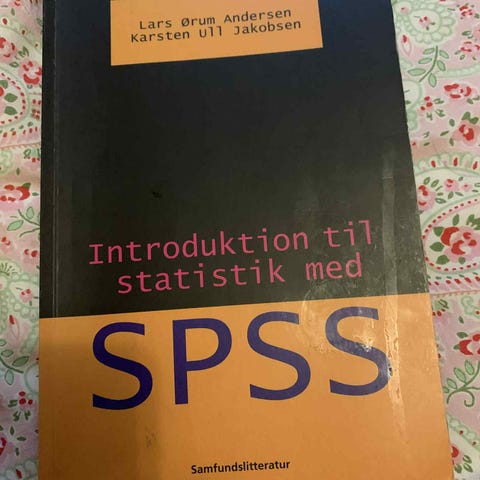 Lars Ørum Andersen
Karsten Ull Jakobsen
Introduktion til
statistik med
SPSS
Samfundslitteratur